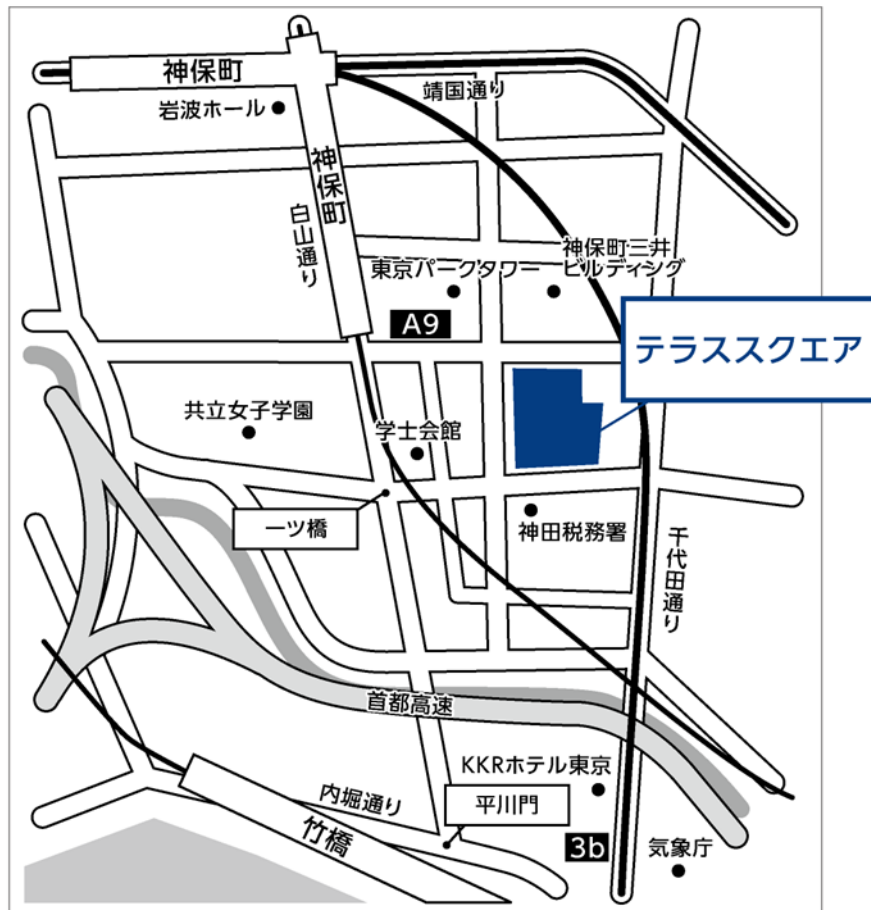 神保町
靖国通り
岩波ホール
神保町
白山通り
神保町三井
ビルディング
東京パークタワー
A9
テラススクエア
共立女子学園
学士会館
一ツ橋
神田税務署
千代田通り
首都高速
KKRホテル東京
内堀通り
平川門
竹橋
3b
気象庁